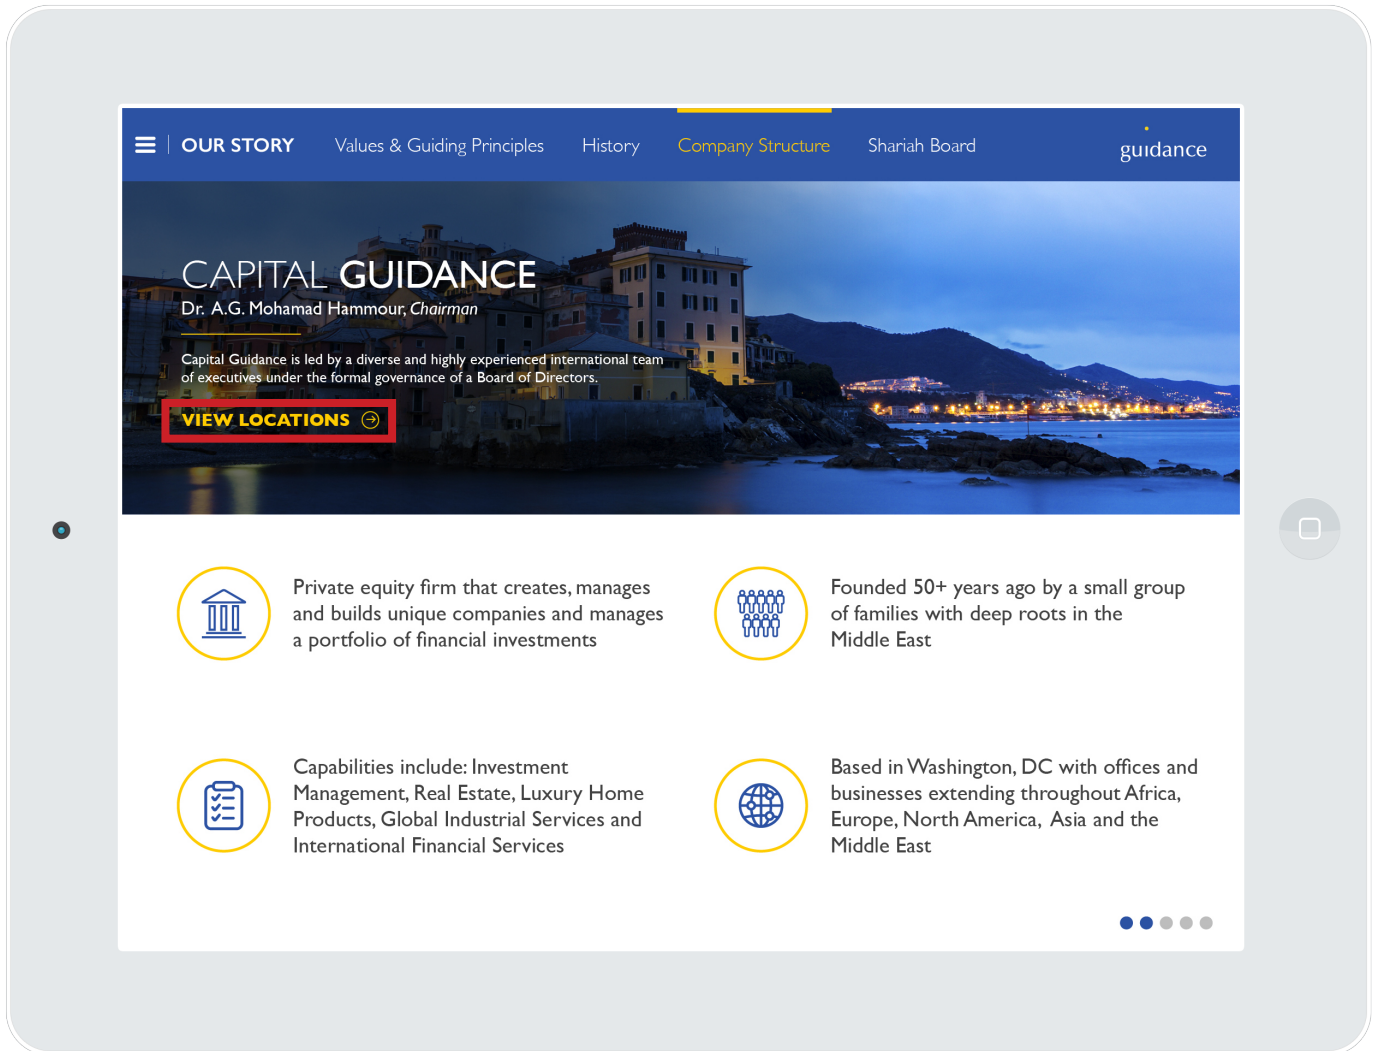 OUR STORY Values & Guiding Principles History Company Structure Shariah Board guidance
CAPITAL GUIDANCE
Dr. A.G. Mohamad Hammour, Chairman
Capital Guidance is led by a diverse and highly experienced international team
of executives under the formal governance of a Board of Directors.
VIEW LOCATIONS
Private equity firm that creates, manages
and builds unique companies and manages
a portfolio of financial investments
Founded 50+ years ago by a small group
of families with deep roots in the
Middle East
Capabilities include: Investment
Management, Real Estate, Luxury Home
Products, Global Industrial Services and
International Financial Services
Based in Washington, DC with offices and
businesses extending throughout Africa,
Europe, North America, Asia and the
Middle East